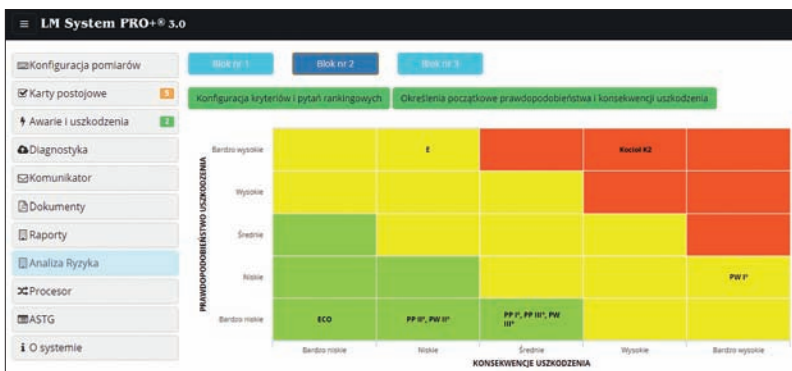 ≡ LM System PRO+® 3.0
Konfiguracja pomiarów
Karty postojowe
Awarie i uszkodzenia
Diagnostyka
Komunikator
Dokumenty
Raporty
Analiza Ryzyka
Procesor
ASTG
O systemie
Blok nr 1 Blok nr 2 Blok nr 3
Konfiguracja kryteriów i pytań rankingowych Określenia początkowe prawdopodobieństwa i konsekwencji uszkodzenia
PRAWDOPODOBIEŃSTWO USZKODZENIA
Bardzo wysokie E Kocioł K2
Wysokie
Średnie
Niskie PW I°
Bardzo niskie ECO PP II°, PW II° PP I°, PP III°, PW
III°
Bardzo niskie Niskie Średnie Wysokie Bardzo wysokie
KONSEKWENCJE USZKODZENIA